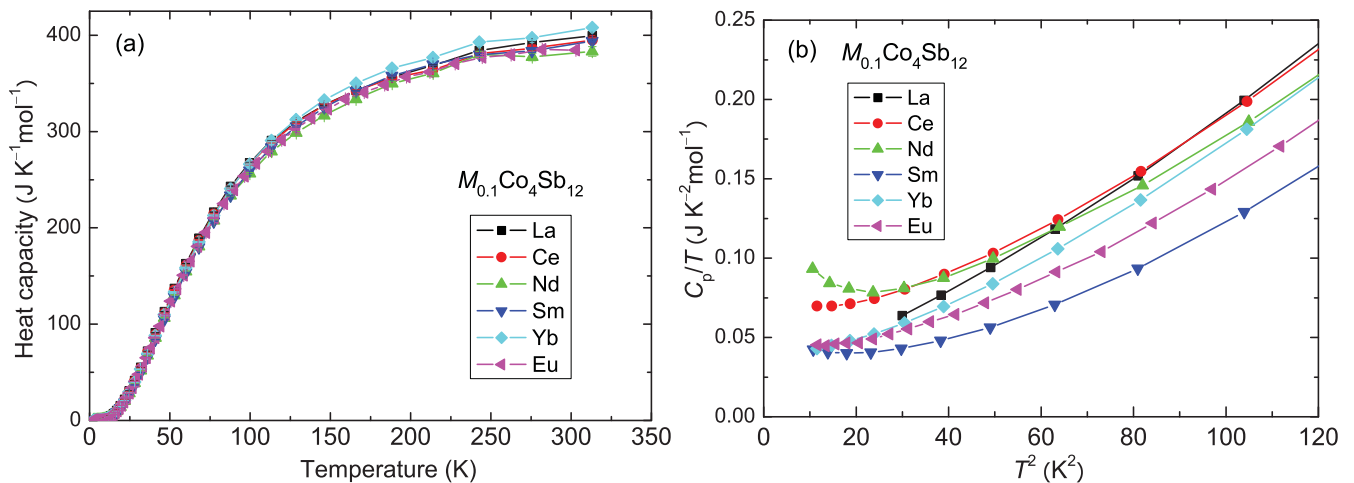 (a)
Heat capacity (J K⁻¹mol⁻¹)
400
300
200
100
0
M₀.₁Co₄Sb₁₂
La
Ce
Nd
Sm
Yb
Eu
0 50 100 150 200 250 300 350
Temperature (K)
(b)
M₀.₁Co₄Sb₁₂
La
Ce
Nd
Sm
Yb
Eu
Cₚ/T (J K⁻²mol⁻¹)
0.25
0.20
0.15
0.10
0.05
0.00
0 20 40 60 80 100 120
T² (K²)